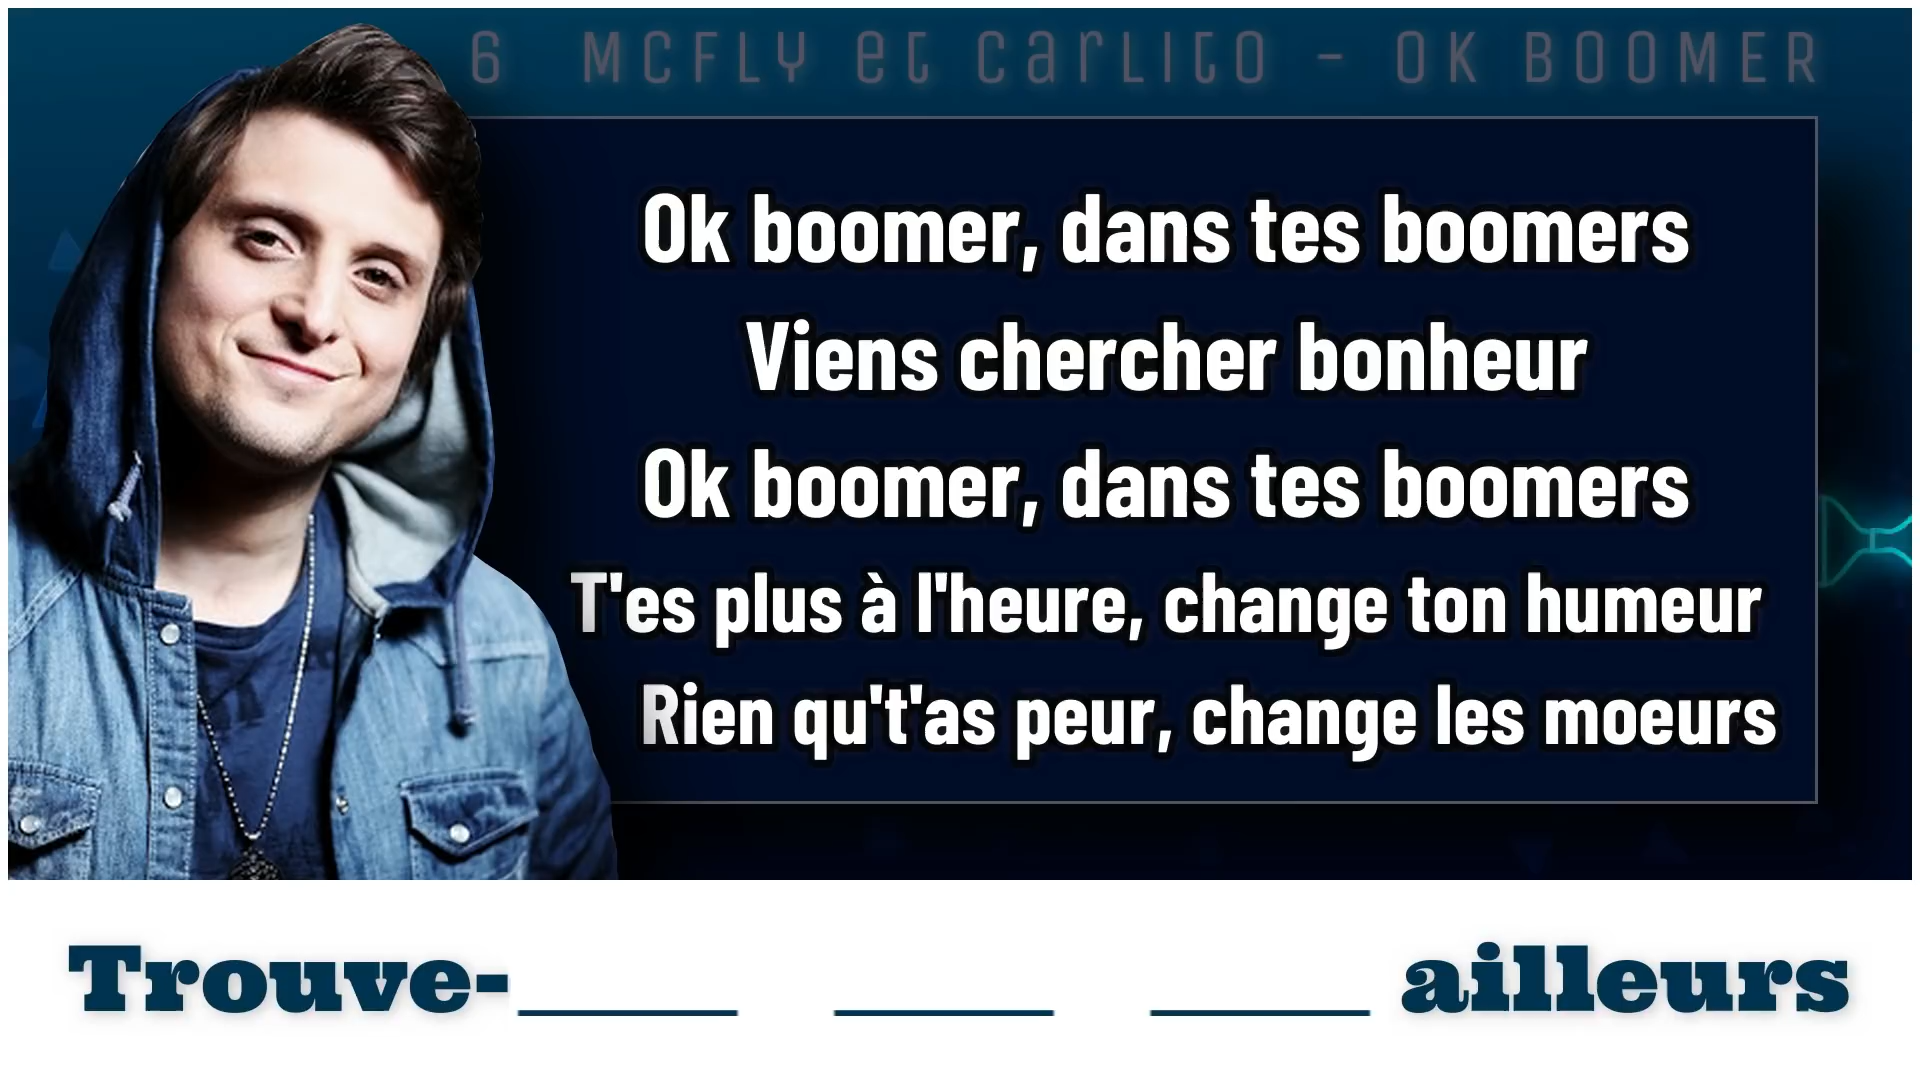 6 MCFLY et CARLITO - OK BOOMER
Ok boomer, dans tes boomers
Viens chercher bonheur
Ok boomer, dans tes boomers
T'es plus à l'heure, change ton humeur
Rien qu't'as peur, change les moeurs
Trouve-____ ____ ____ ailleurs